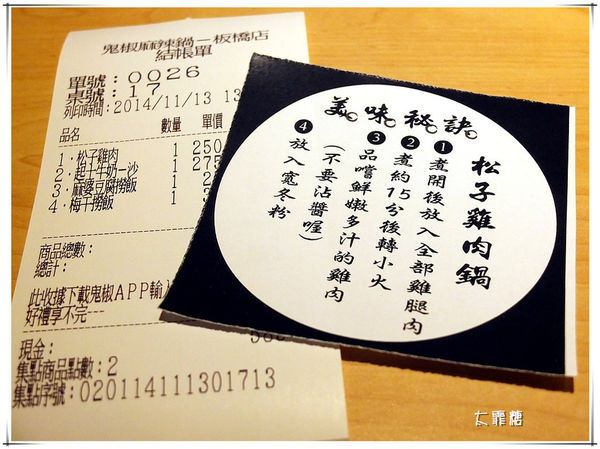 鬼椒麻辣鍋－板橋店
結帳單
單號：0026
桌號：17
列印時間：2014/11/13 13
品名 數量 單價
1．松子雞肉 1 250
2．起士牛奶－沙 1 275
3．麻婆豆腐撈飯 1
4．梅干撈飯 1
商品總數：
總計：
此收據下載鬼椒APP輸入
好禮享不完---
現金：
集點商品點數：2
集點序號：020114111301713
美味秘訣
松子雞肉鍋
1 煮開後放入全部雞腿肉
2 煮約15分後轉小火
3 品嚐鮮嫩多汁的雞肉
（不要沾醬喔）
4 放入寬冬粉
太霏糖